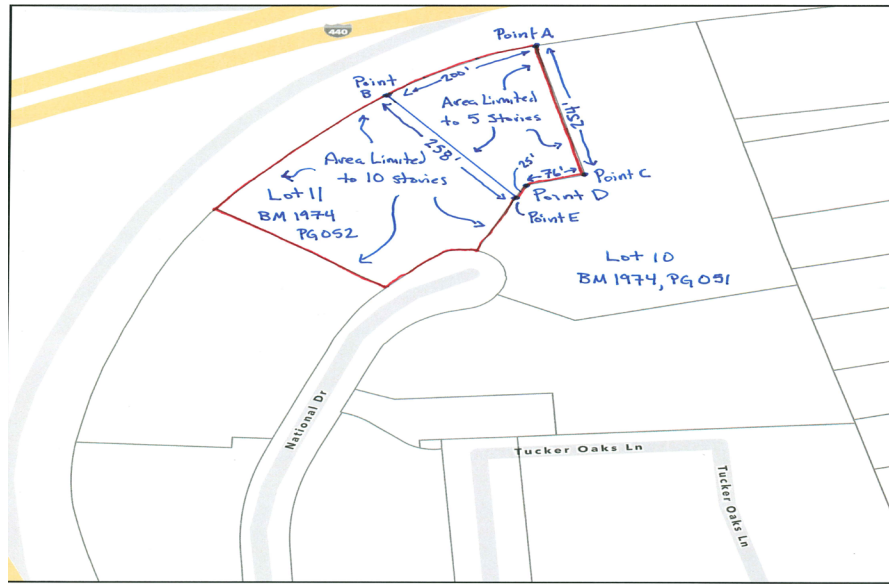 440
Point A
Point
B
200'
Area Limited
to 5 Stories
254'
258'
25'
76'
Point C
Point D
Point E
Area Limited
to 10 stories
Lot 11
BM 1974
PG 052
Lot 10
BM 1974, PG 051
National Dr
Tucker Oaks Ln
Tucker Oaks Ln